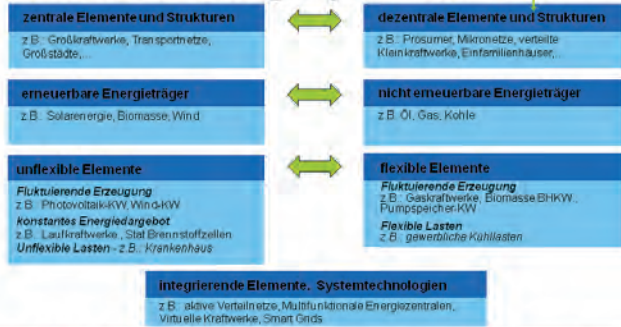 zentrale Elemente und Strukturen
z.B.: Großkraftwerke, Transportnetze,
Großstädte,...
dezentrale Elemente und Strukturen
z.B.: Prosumer, Mikronetze, verteilte
Kleinkraftwerke, Einfamilienhäuser,...
erneuerbare Energieträger
z.B.: Solarenergie, Biomasse, Wind
nicht erneuerbare Energieträger
z.B.: Öl, Gas, Kohle
unflexible Elemente
Fluktuierende Erzeugung
z.B.: Photovoltaik-KW, Wind-KW
konstantes Energiedargebot
z.B.: Laufkraftwerke, Stat Brennstoffzellen
Unflexible Lasten - z.B.: Krankenhaus
flexible Elemente
Fluktuierende Erzeugung
z.B.: Gaskraftwerke, Biomasse BHKW,
Pumpspeicher-KW
Flexible Lasten
z.B.: gewerbliche Kühllasten
integrierende Elemente, Systemtechnologien
z.B.: aktive Verteilnetze, Multifunktionale Energiezentralen,
Virtuelle Kraftwerke, Smart Grids